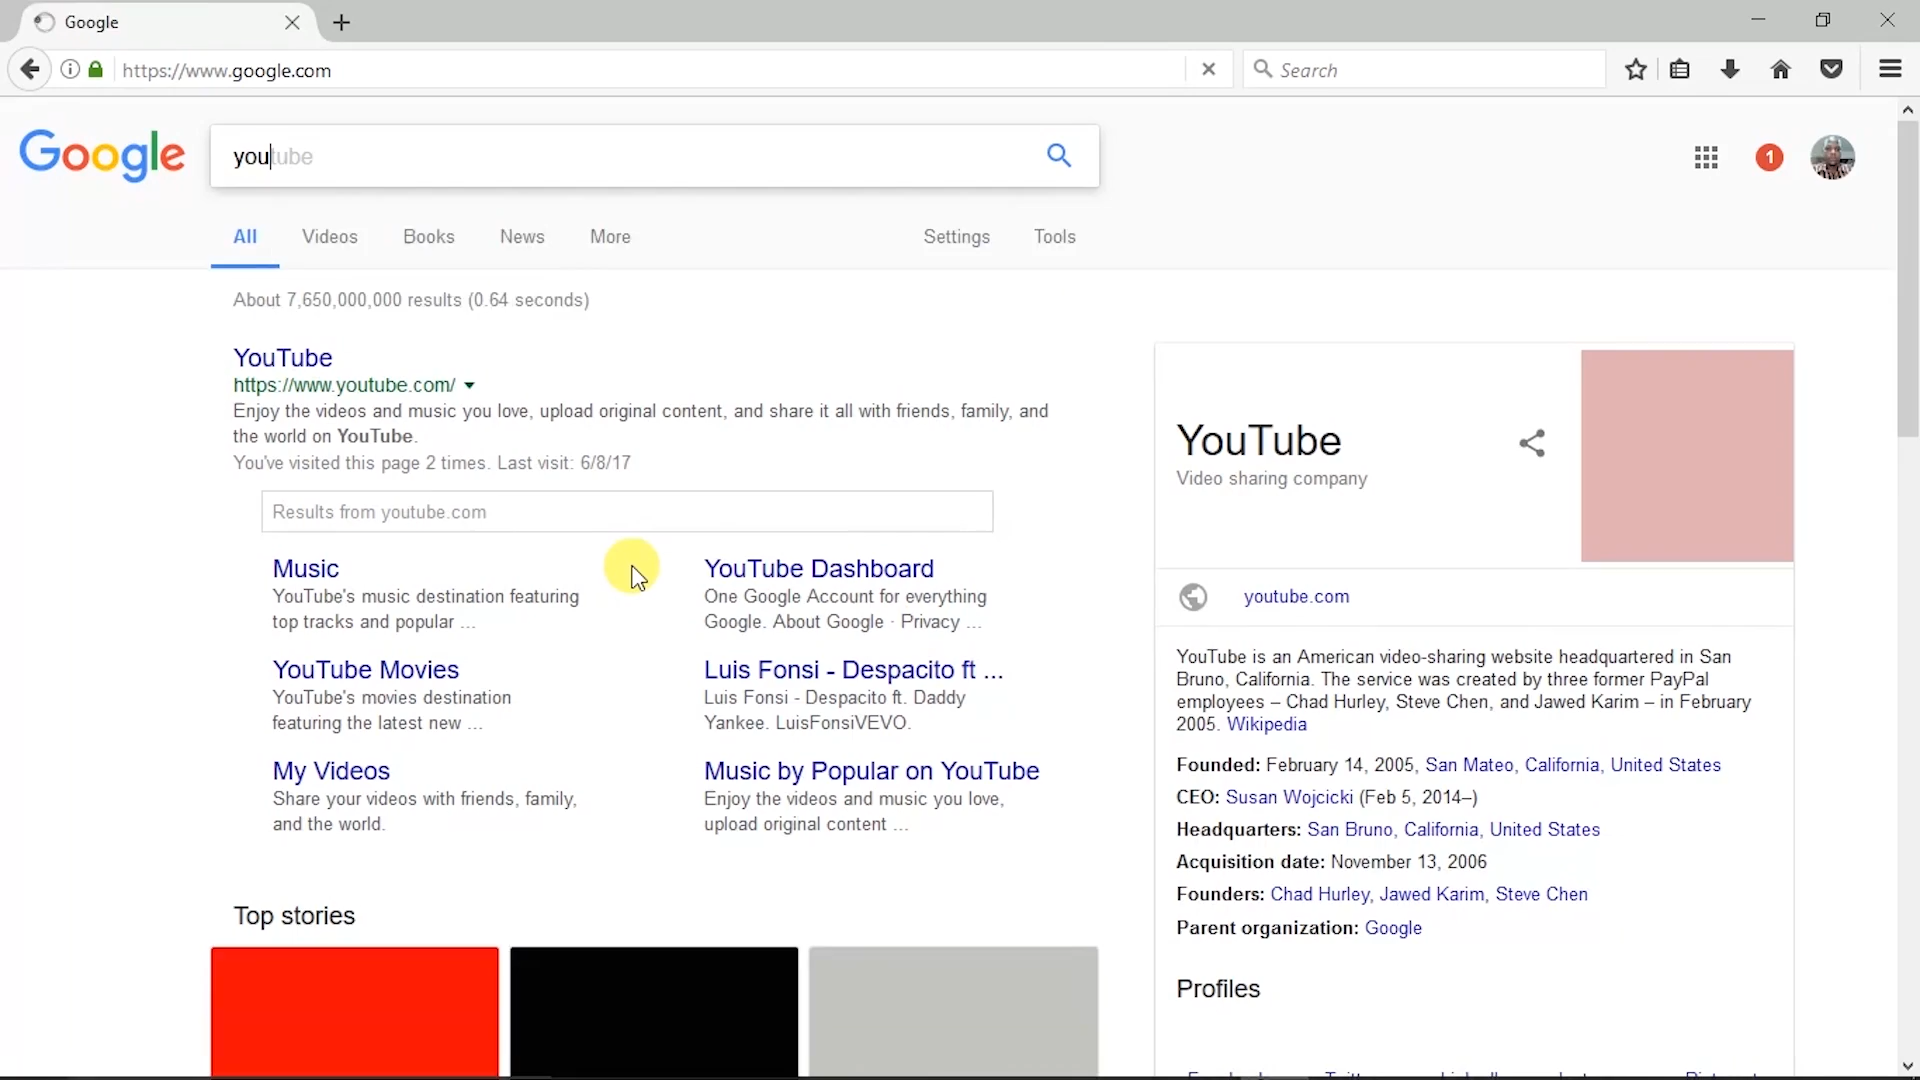 Google
https://www.google.com
Search
Google
youtube
1
All Videos Books News More Settings Tools
About 7,650,000,000 results (0.64 seconds)
YouTube
https://www.youtube.com/
Enjoy the videos and music you love, upload original content, and share it all with friends, family, and
the world on YouTube.
You've visited this page 2 times. Last visit: 6/8/17
Results from youtube.com
Music
YouTube's music destination featuring
top tracks and popular ...
YouTube Dashboard
One Google Account for everything
Google. About Google · Privacy ...
YouTube Movies
YouTube's movies destination
featuring the latest new ...
Luis Fonsi - Despacito ft ...
Luis Fonsi - Despacito ft. Daddy
Yankee. LuisFonsiVEVO.
My Videos
Share your videos with friends, family,
and the world.
Music by Popular on YouTube
Enjoy the videos and music you love,
upload original content ...
Top stories
YouTube
Video sharing company
youtube.com
YouTube is an American video-sharing website headquartered in San
Bruno, California. The service was created by three former PayPal
employees – Chad Hurley, Steve Chen, and Jawed Karim – in February
2005. Wikipedia
Founded: February 14, 2005, San Mateo, California, United States
CEO: Susan Wojcicki (Feb 5, 2014–)
Headquarters: San Bruno, California, United States
Acquisition date: November 13, 2006
Founders: Chad Hurley, Jawed Karim, Steve Chen
Parent organization: Google
Profiles